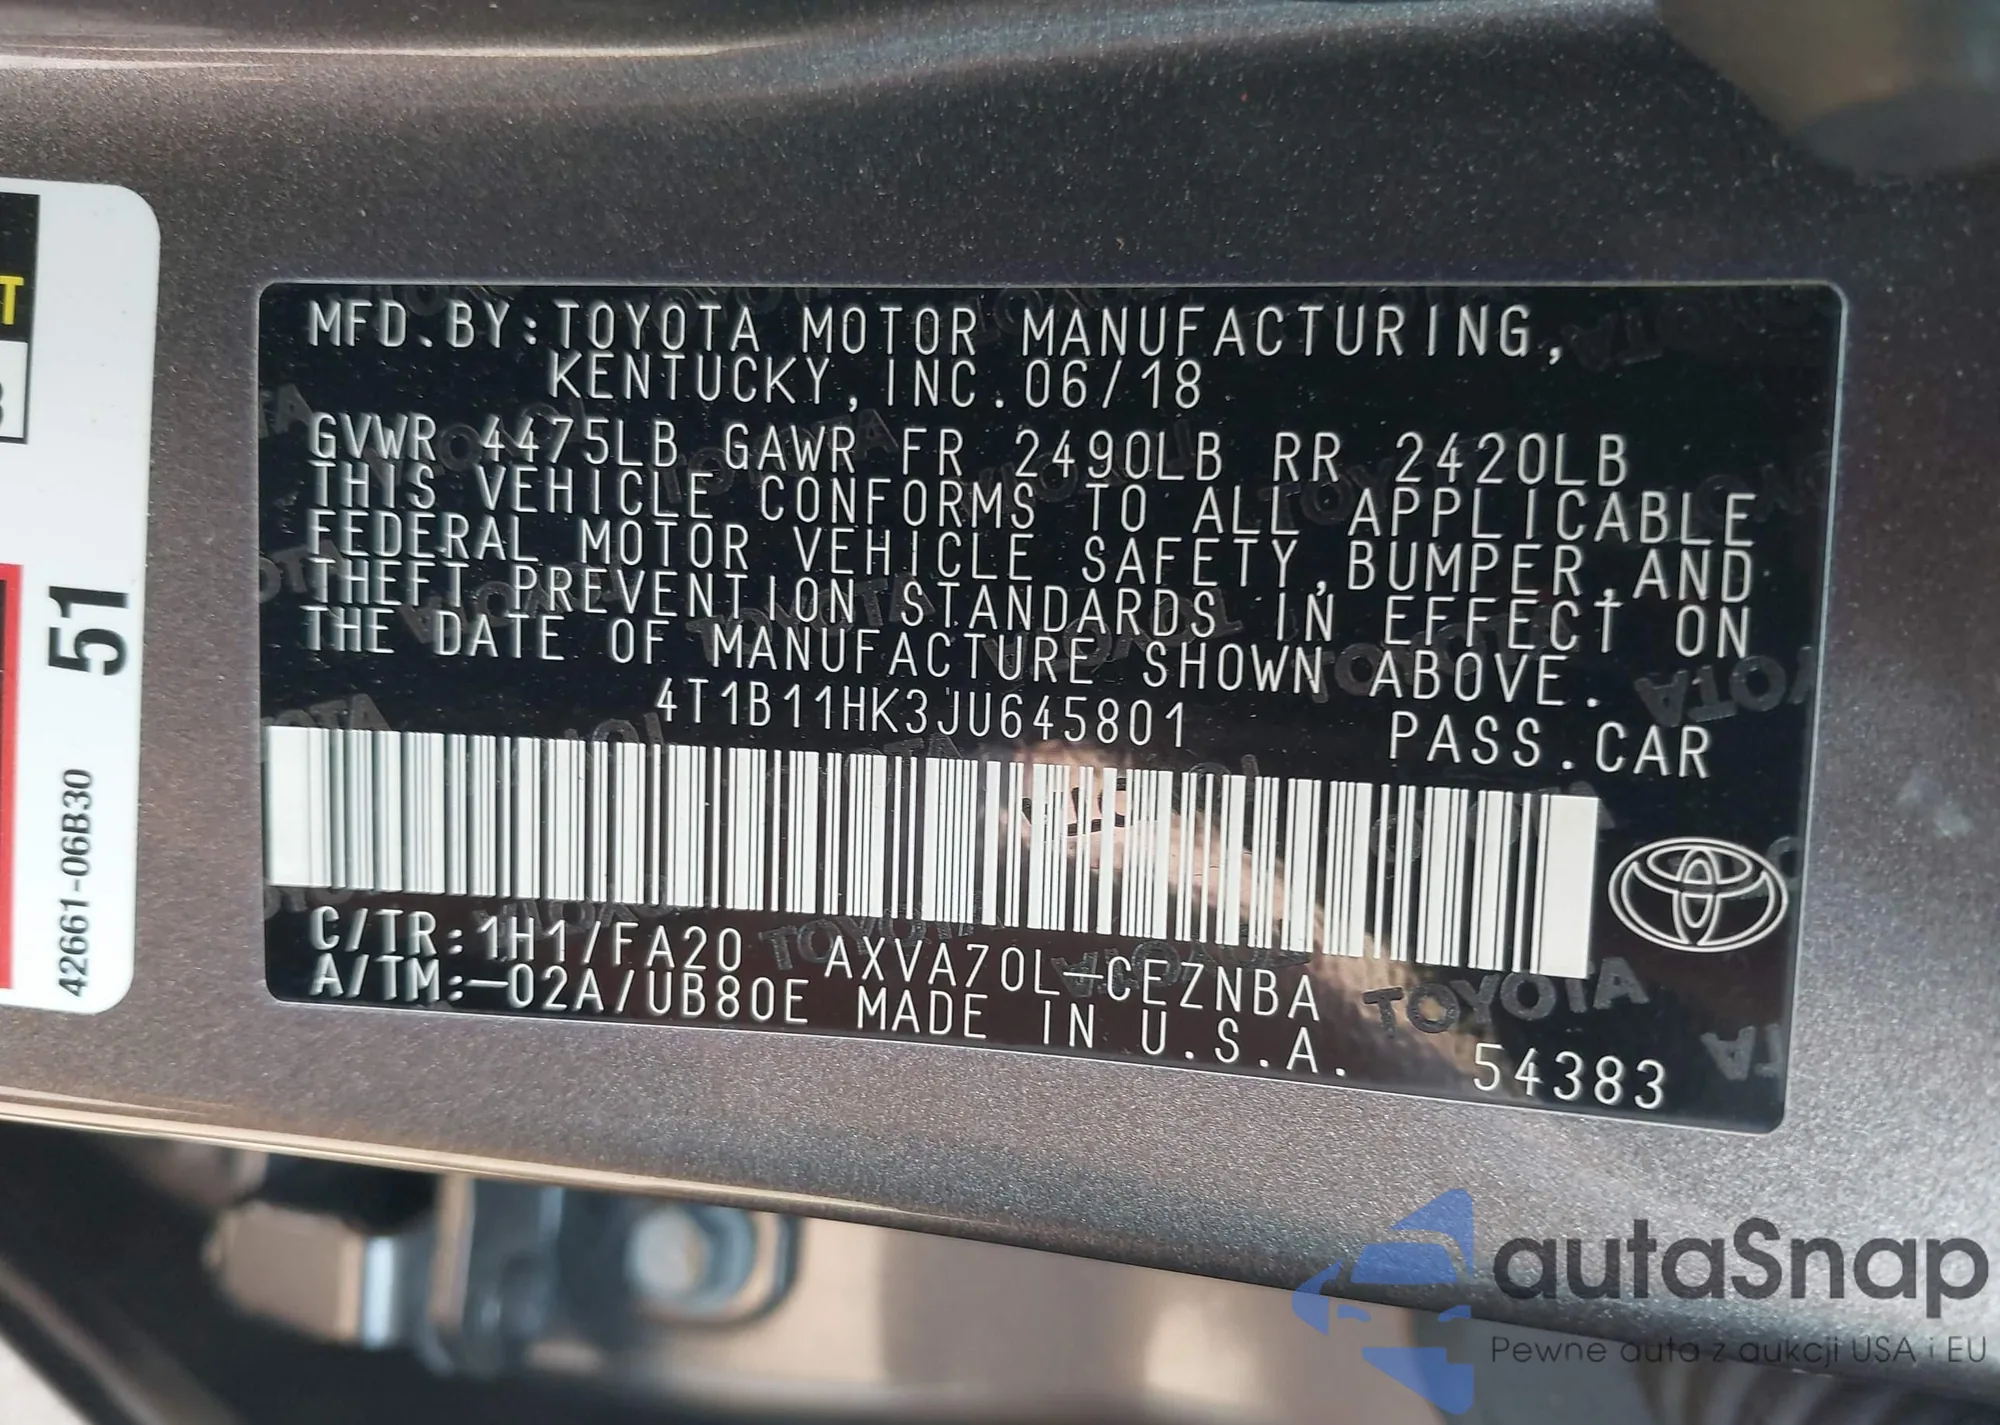 MFD.BY:TOYOTA MOTOR MANUFACTURING,
KENTUCKY,INC.06/18
GVWR 4475LB GAWR FR 2490LB RR 2420LB
THIS VEHICLE CONFORMS TO ALL APPLICABLE
FEDERAL MOTOR VEHICLE SAFETY,BUMPER,AND
THEFT PREVENTION STANDARDS IN EFFECT ON
THE DATE OF MANUFACTURE SHOWN ABOVE.
4T1B11HK3JU645801 PASS.CAR
C/TR:1H1/FA20 AXVA70L-CEZNBA
A/TM:-02A/UB80E MADE IN U.S.A.
54383
T
51
42661-06B30
TOYOTA
autaSnap
Pewne auta z aukcji USA i EU